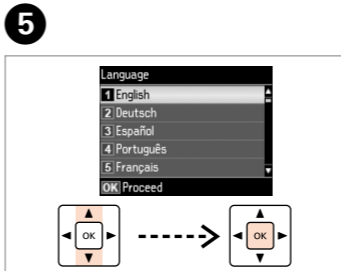 5
Language
1 English
2 Deutsch
3 Español
4 Português
5 Français
OK Proceed
OK
OK